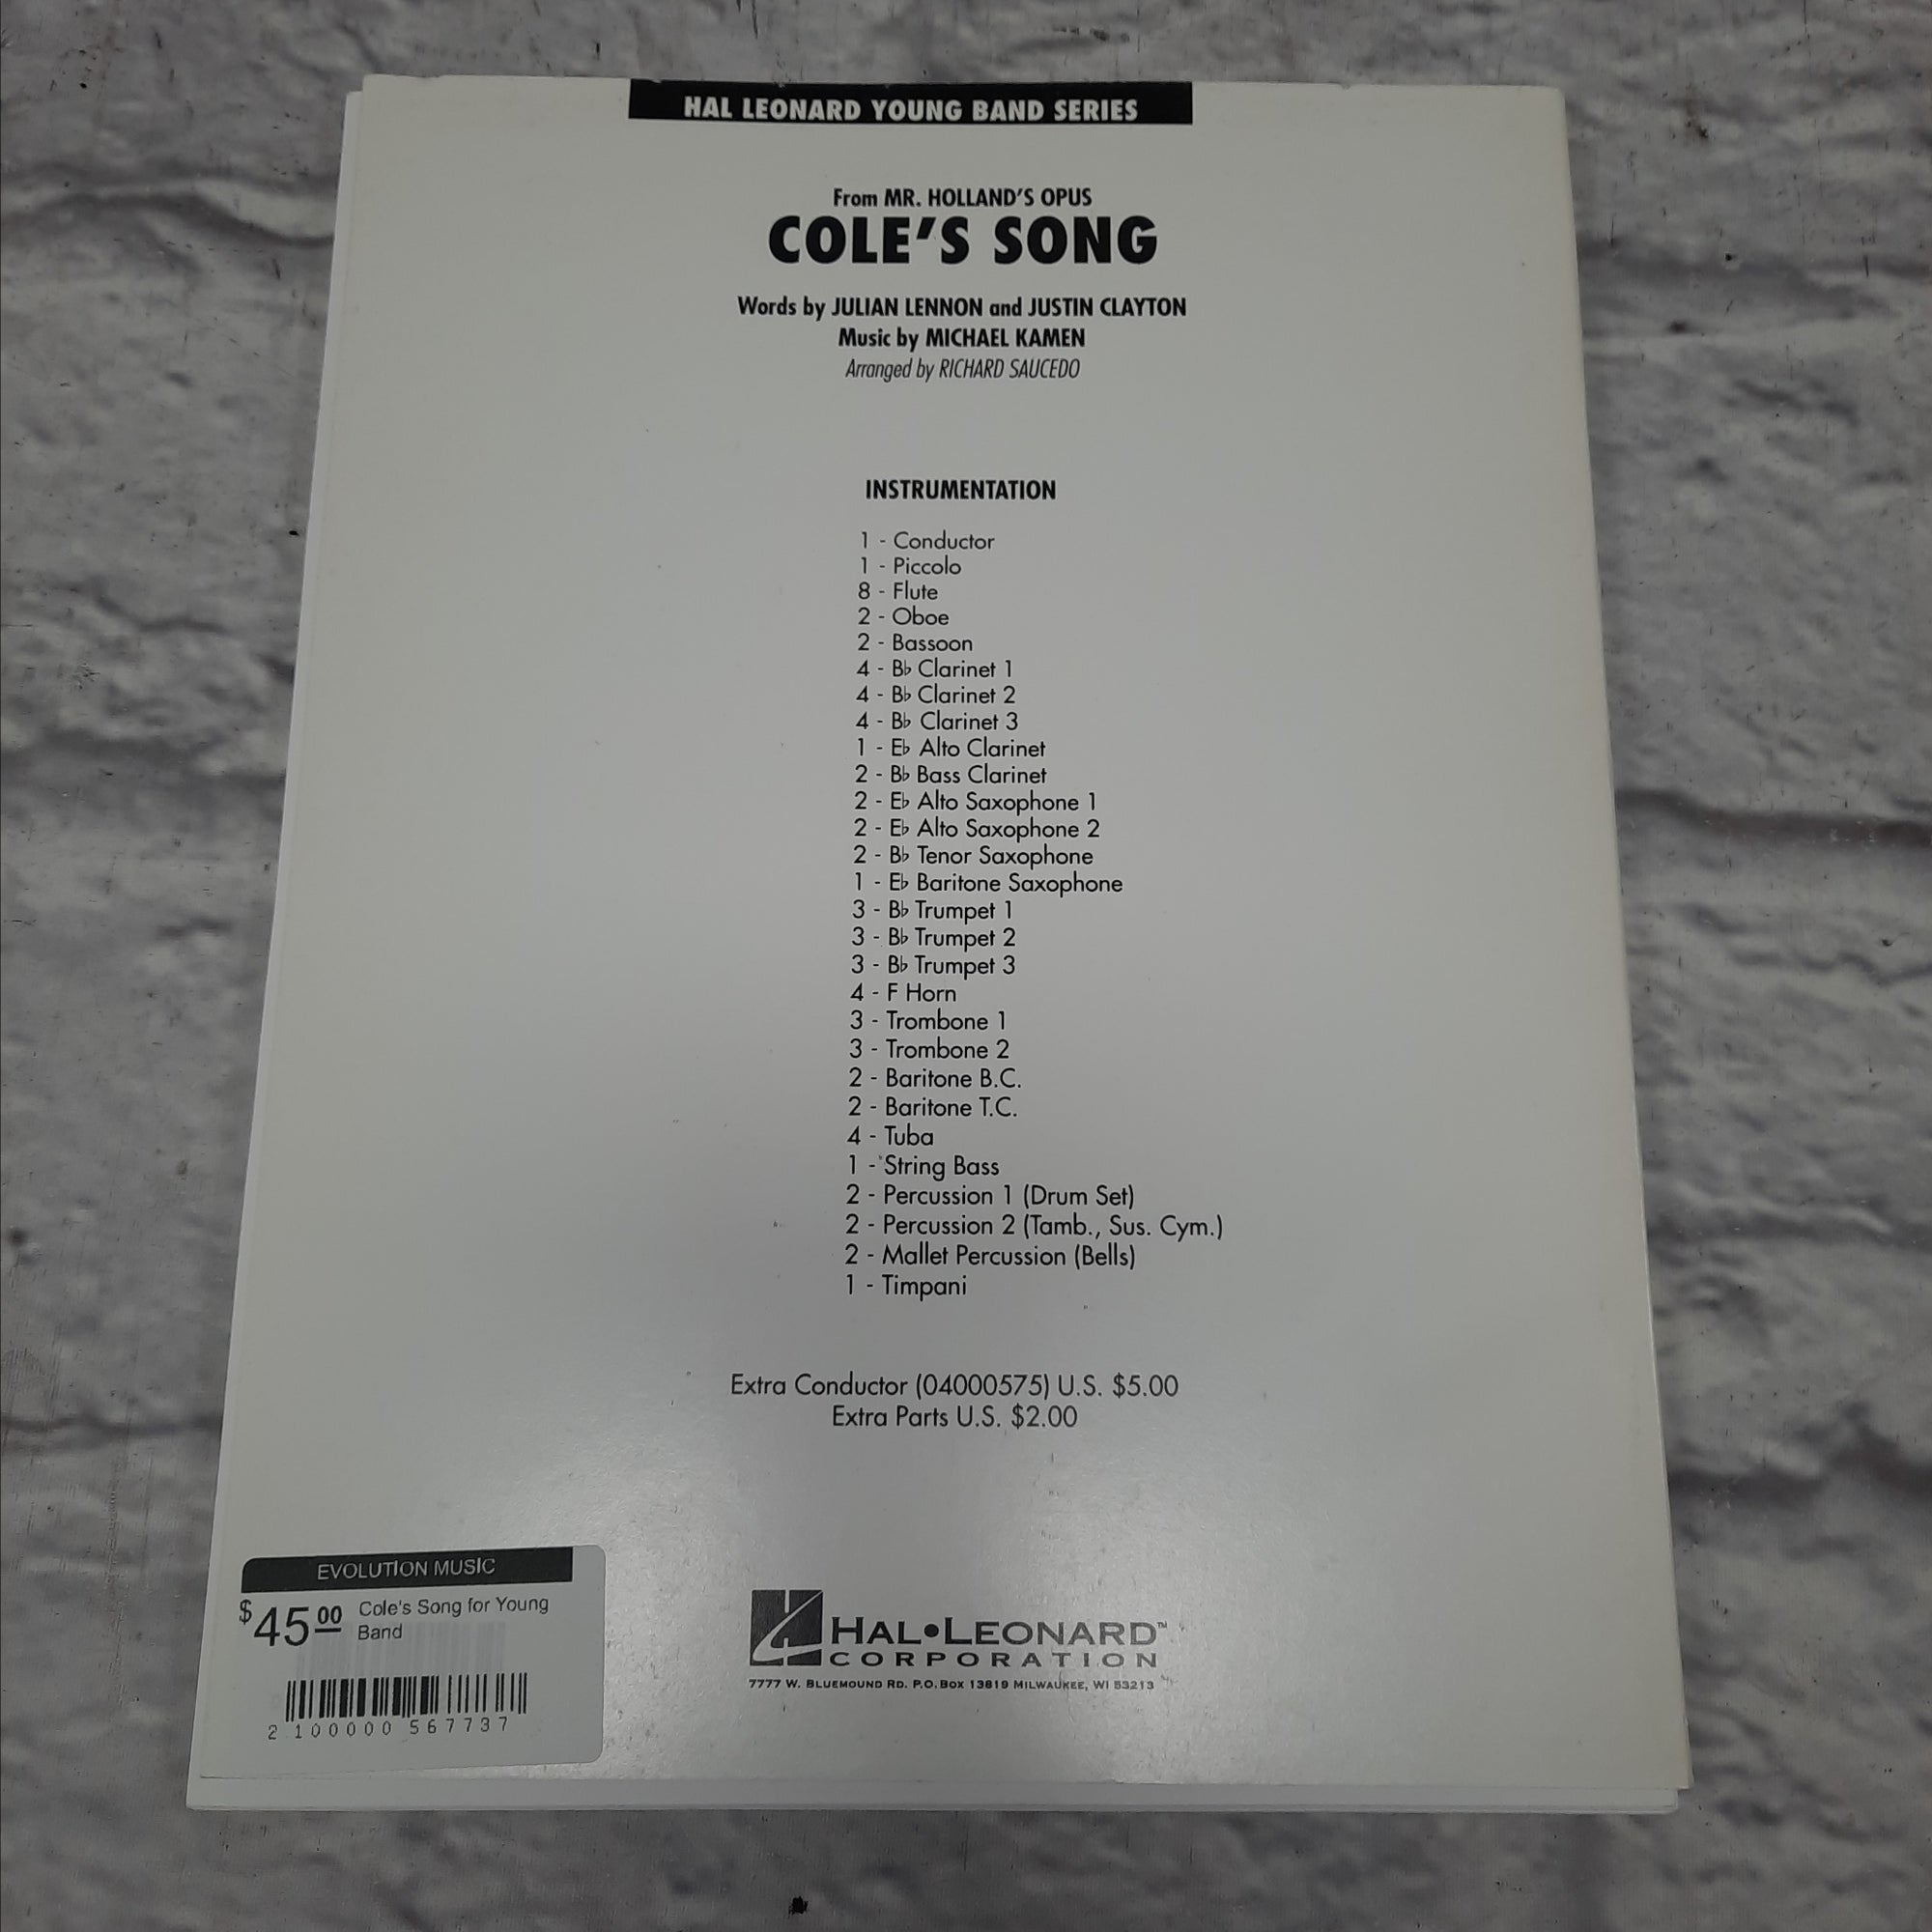 HAL LEONARD YOUNG BAND SERIES
From MR. HOLLAND'S OPUS
COLE'S SONG
Words by JULIAN LENNON and JUSTIN CLAYTON
Music by MICHAEL KAMEN
Arranged by RICHARD SAUCEDO
INSTRUMENTATION
1 - Conductor
1 - Piccolo
8 - Flute
2 - Oboe
2 - Bassoon
4 - B♭ Clarinet 1
4 - B♭ Clarinet 2
4 - B♭ Clarinet 3
1 - E♭ Alto Clarinet
2 - B♭ Bass Clarinet
2 - E♭ Alto Saxophone 1
2 - E♭ Alto Saxophone 2
2 - B♭ Tenor Saxophone
1 - E♭ Baritone Saxophone
3 - B♭ Trumpet 1
3 - B♭ Trumpet 2
3 - B♭ Trumpet 3
4 - F Horn
3 - Trombone 1
3 - Trombone 2
2 - Baritone B.C.
2 - Baritone T.C.
4 - Tuba
1 - String Bass
2 - Percussion 1 (Drum Set)
2 - Percussion 2 (Tamb., Sus. Cym.)
2 - Mallet Percussion (Bells)
1 - Timpani
Extra Conductor (04000575) U.S. $5.00
Extra Parts U.S. $2.00
EVOLUTION MUSIC
$45.00 Cole's Song for Young
Band
2 100000 567737
HAL•LEONARD™
CORPORATION
7777 W. BLUEMOUND RD. P.O. BOX 13819 MILWAUKEE, WI 53213